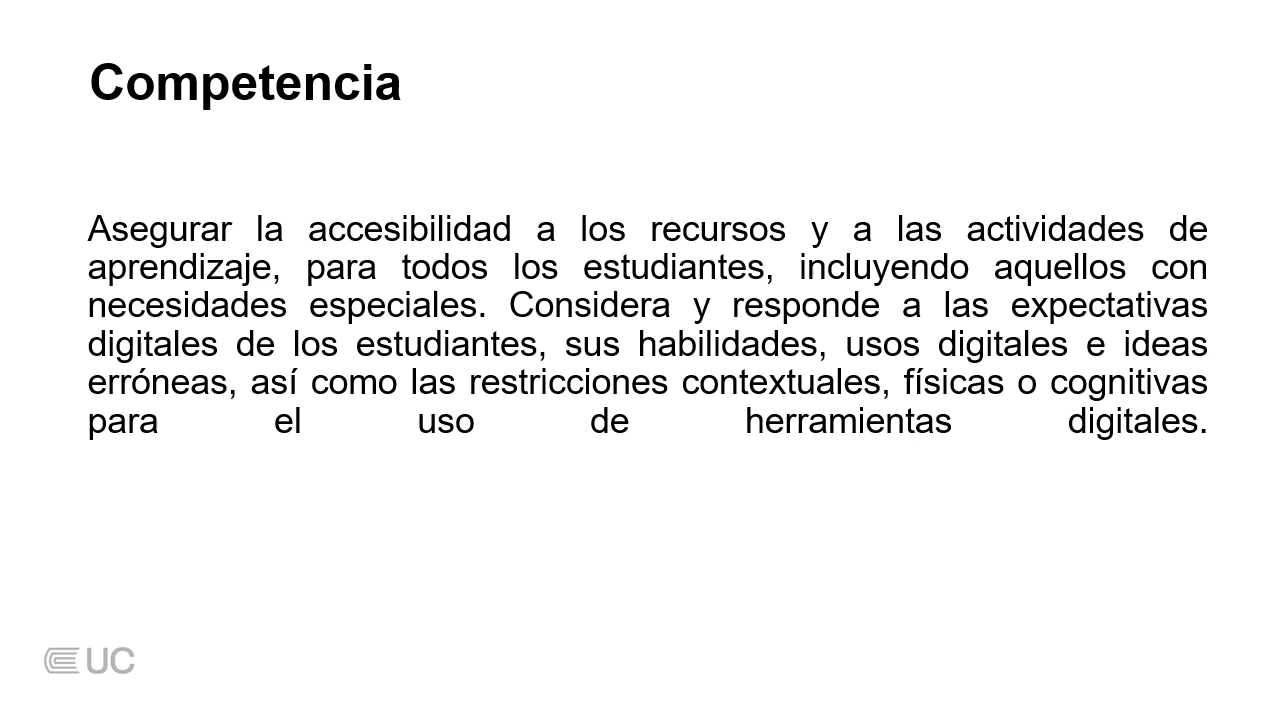 Competencia
Asegurar la accesibilidad a los recursos y a las actividades de
aprendizaje, para todos los estudiantes, incluyendo aquellos con
necesidades especiales. Considera y responde a las expectativas
digitales de los estudiantes, sus habilidades, usos digitales e ideas
erróneas, así como las restricciones contextuales, físicas o cognitivas
para el uso de herramientas digitales.
UC